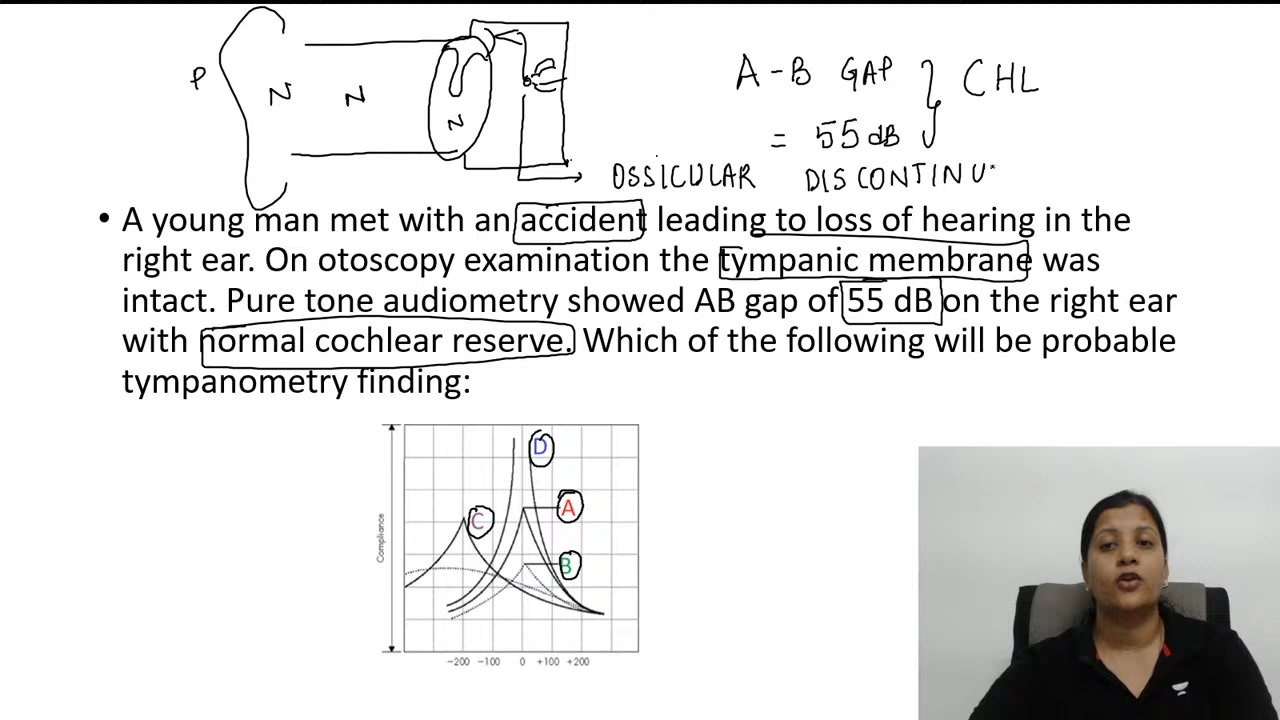 P N N N
A-B GAP } CHL
= 55 dB
OSSICULAR DISCONTINU
• A young man met with an accident leading to loss of hearing in the
right ear. On otoscopy examination the tympanic membrane was
intact. Pure tone audiometry showed AB gap of 55 dB on the right ear
with normal cochlear reserve. Which of the following will be probable
tympanometry finding:
D
A
C
B
Compliance
-200 -100 0 +100 +200